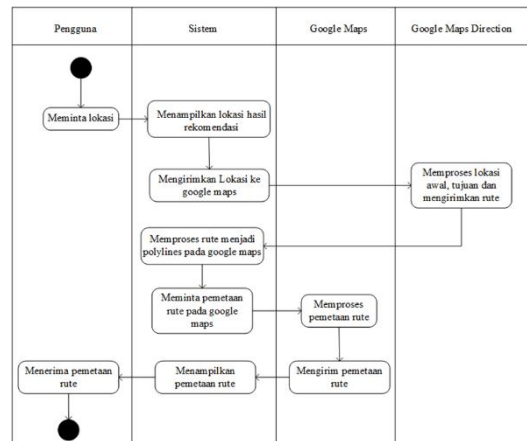 Pengguna
Sistem
Google Maps
Google Maps Direction
Meminta lokasi
Menampilkan lokasi hasil
rekomendasi
Mengirimkan Lokasi ke
google maps
Memproses lokasi
awal, tujuan dan
mengirimkan rute
Memproses rute menjadi
polylines pada google maps
Meminta pemetaan
rute pada google
maps
Memproses
pemetaan rute
Mengirim pemetaan
rute
Menampilkan
pemetaan rute
Menerima pemetaan
rute